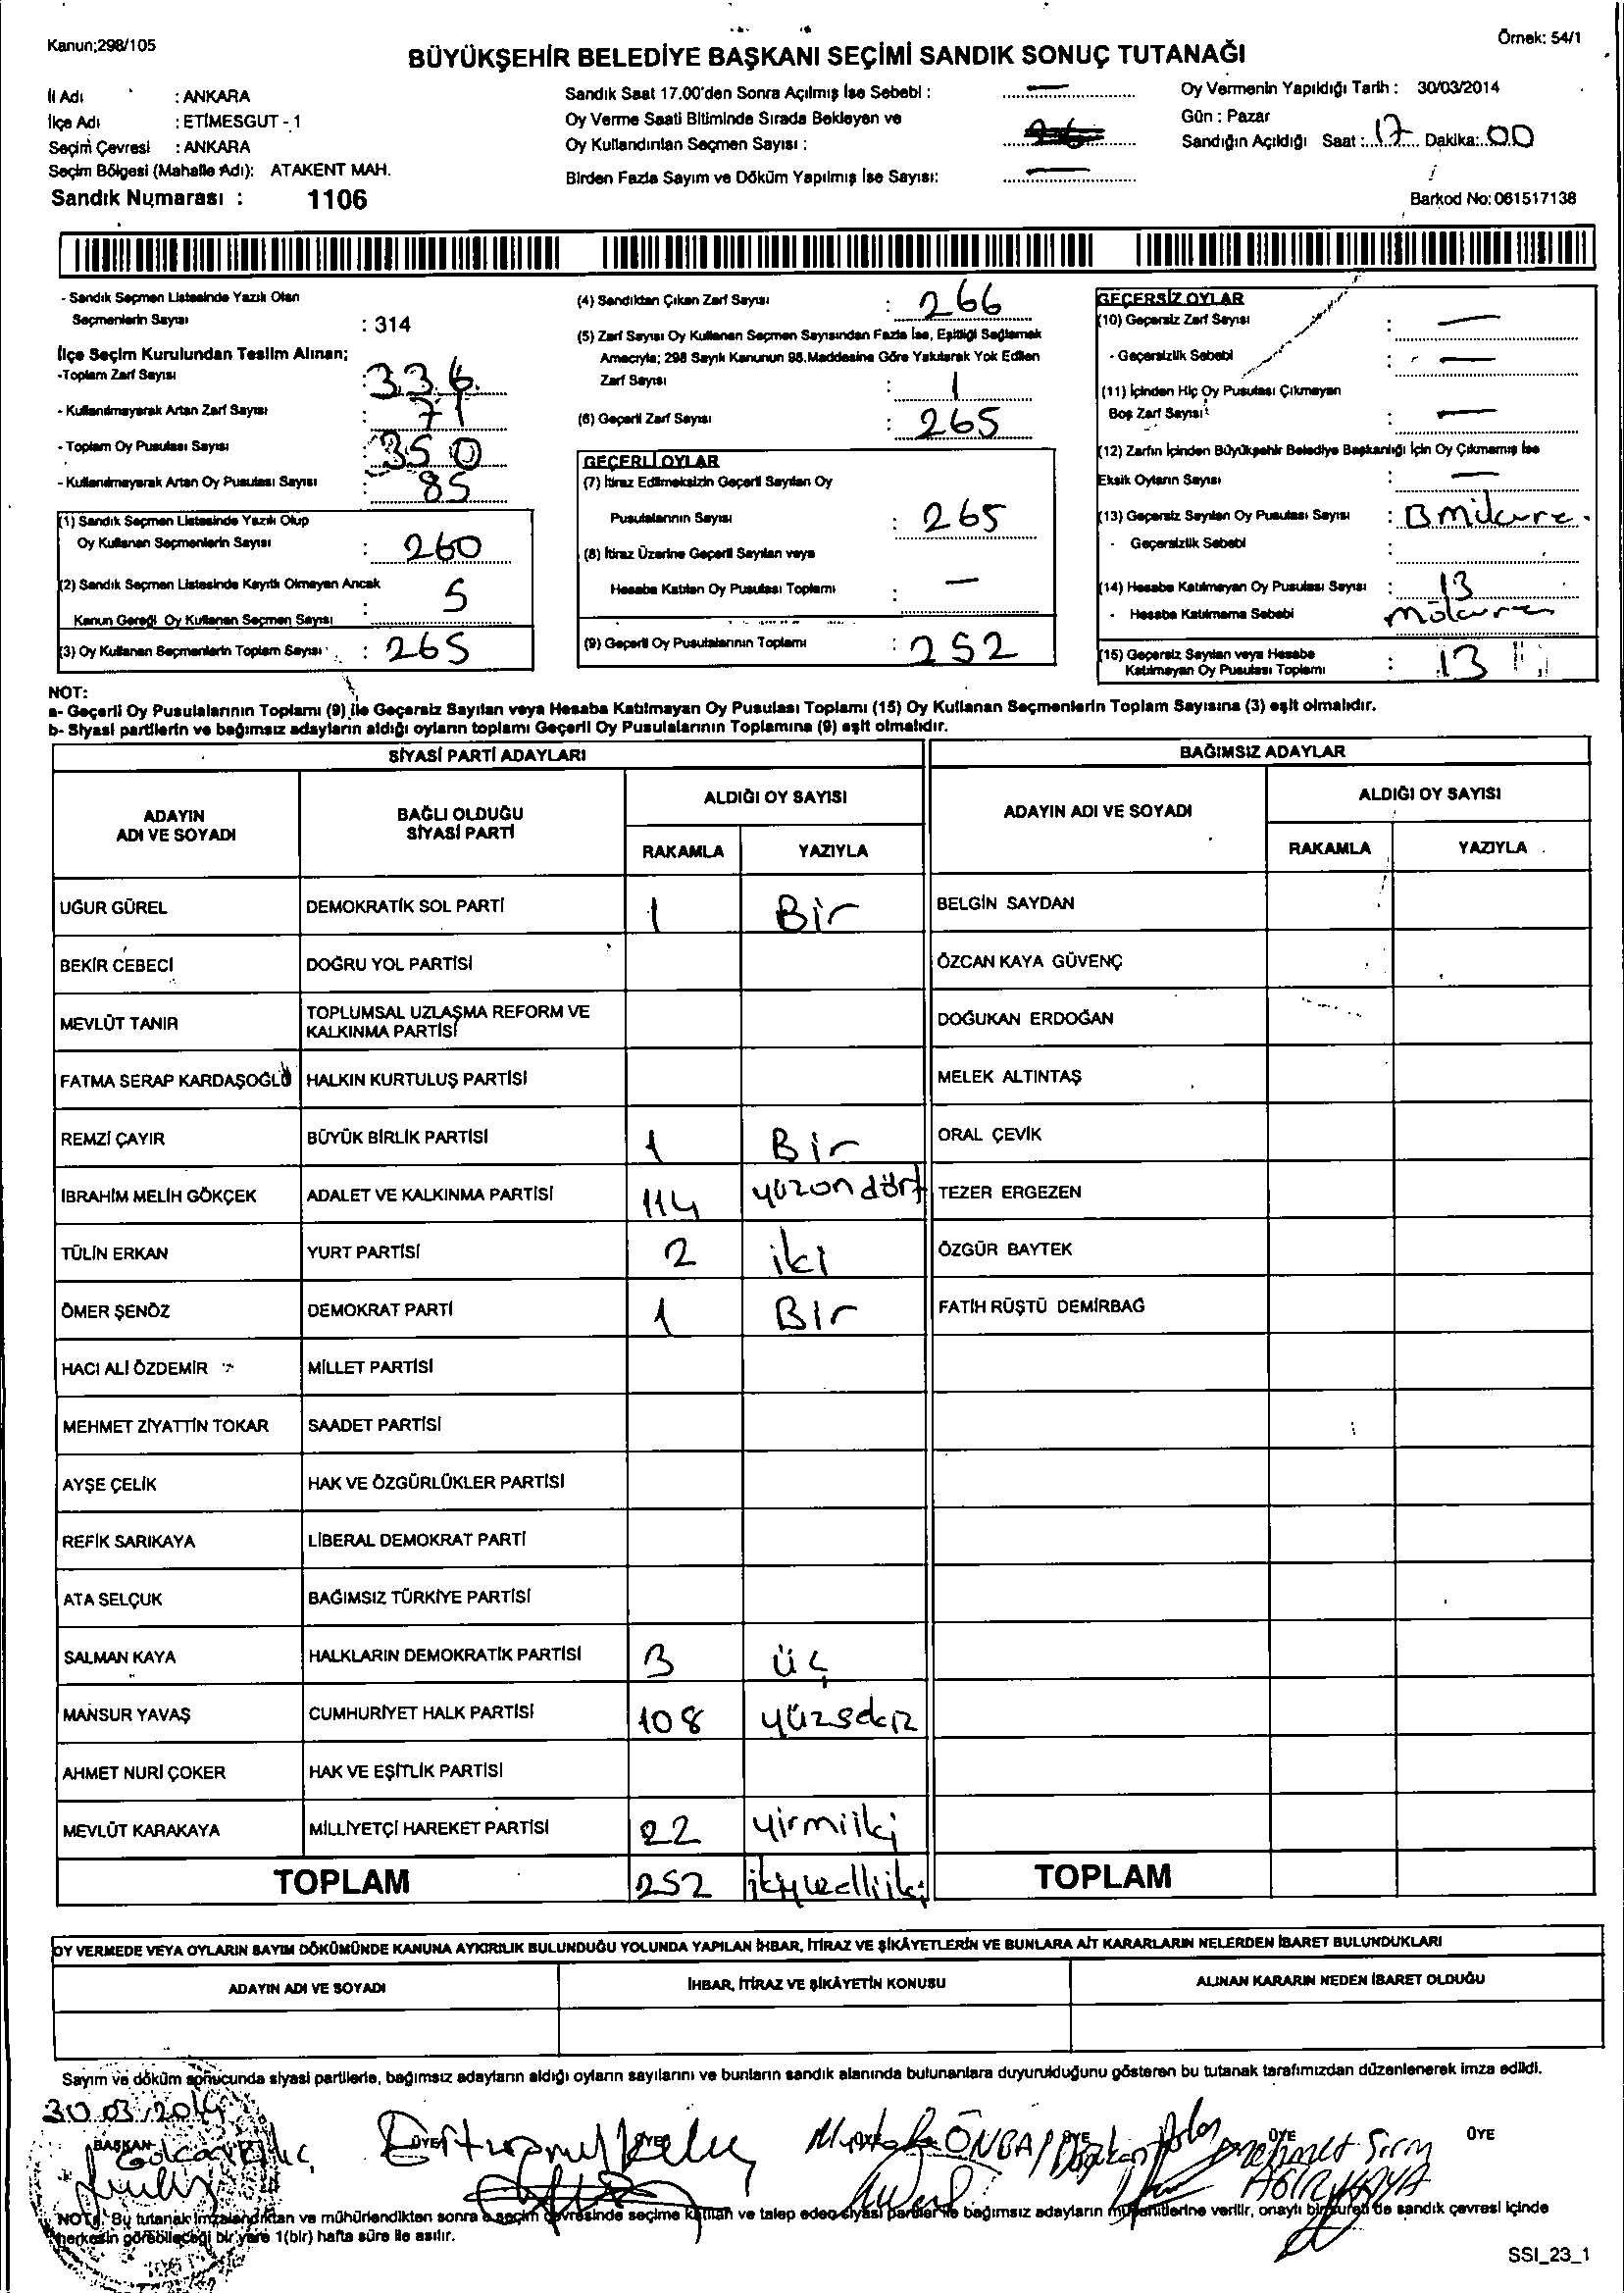 Kanun;298/105
Örnek: 54/1
BÜYÜKŞEHİR BELEDİYE BAŞKANI SEÇİMİ SANDIK SONUÇ TUTANAĞI
İl Adı : ANKARA
İlçe Adı : ETİMESGUT - 1
Seçim Çevresi : ANKARA
Seçim Bölgesi (Mahalle Adı): ATAKENT MAH.
Sandık Numarası : 1106
Sandık Saat 17.00'den Sonra Açılmış İse Sebebi : —
Oy Verme Saati Bitiminde Sırada Bekleyen ve
Oy Kullandırılan Seçmen Sayısı :
Birden Fazla Sayım ve Döküm Yapılmış İse Sayısı: —
Oy Vermenin Yapıldığı Tarih : 30/03/2014
Gün : Pazar
Sandığın Açıldığı Saat : 17 Dakika: 00
Barkod No: 061517138
- Sandık Seçmen Listesinde Yazılı Olan
Seçmenlerin Sayısı : 314
İlçe Seçim Kurulundan Teslim Alınan;
-Toplam Zarf Sayısı : 336
- Kullanılmayarak Artan Zarf Sayısı : 71
- Toplam Oy Pusulası Sayısı : 350
- Kullanılmayarak Artan Oy Pusulası Sayısı : 85
(1) Sandık Seçmen Listesinde Yazılı Olup
Oy Kullanan Seçmenlerin Sayısı : 260
(2) Sandık Seçmen Listesinde Kayıtlı Olmayan Ancak
Kanun Gereği Oy Kullanan Seçmen Sayısı : 5
(3) Oy Kullanan Seçmenlerin Toplam Sayısı : 265
(4) Sandıktan Çıkan Zarf Sayısı : 266
(5) Zarf Sayısı Oy Kullanan Seçmen Sayısından Fazla İse, Eşitliği Sağlamak
Amacıyla; 298 Sayılı Kanunun 98.Maddesine Göre Yakılarak Yok Edilen
Zarf Sayısı : 1
(6) Geçerli Zarf Sayısı : 265
GEÇERLİ OYLAR
(7) İtiraz Edilmeksizin Geçerli Sayılan Oy
Pusulalarının Sayısı : 265
(8) İtiraz Üzerine Geçerli Sayılan veya
Hesaba Katılan Oy Pusulası Toplamı : —
(9) Geçerli Oy Pusulalarının Toplamı : 252
GEÇERSİZ OYLAR
(10) Geçersiz Zarf Sayısı : —
- Geçersizlik Sebebi : —
(11) İçinden Hiç Oy Pusulası Çıkmayan
Boş Zarf Sayısı : —
(12) Zarfın İçinden Büyükşehir Belediye Başkanlığı İçin Oy Çıkmamış İse
Eksik Oyların Sayısı : —
(13) Geçersiz Sayılan Oy Pusulası Sayısı :
- Geçersizlik Sebebi :
(14) Hesaba Katılmayan Oy Pusulası Sayısı : 13
- Hesaba Katılmama Sebebi
(15) Geçersiz Sayılan veya Hesaba
Katılmayan Oy Pusulası Toplamı : 13
NOT:
a- Geçerli Oy Pusulalarının Toplamı (9) ile Geçersiz Sayılan veya Hesaba Katılmayan Oy Pusulası Toplamı (15) Oy Kullanan Seçmenlerin Toplam Sayısına (3) eşit olmalıdır.
b- Siyasi partilerin ve bağımsız adayların aldığı oyların toplamı Geçerli Oy Pusulalarının Toplamına (9) eşit olmalıdır.
SİYASİ PARTİ ADAYLARI
BAĞIMSIZ ADAYLAR
ADAYIN ADI VE SOYADI
BAĞLI OLDUĞU SİYASİ PARTİ
ALDIĞI OY SAYISI
RAKAMLA YAZIYLA
ADAYIN ADI VE SOYADI
ALDIĞI OY SAYISI
RAKAMLA YAZIYLA
UĞUR GÜREL DEMOKRATİK SOL PARTİ 1 Bir BELGİN SAYDAN
BEKİR CEBECİ DOĞRU YOL PARTİSİ ÖZCAN KAYA GÜVENÇ
MEVLÜT TANIR TOPLUMSAL UZLAŞMA REFORM VE KALKINMA PARTİSİ DOĞUKAN ERDOĞAN
FATMA SERAP KARDAŞOĞLU HALKIN KURTULUŞ PARTİSİ MELEK ALTINTAŞ
REMZİ ÇAYIR BÜYÜK BİRLİK PARTİSİ 1 Bir ORAL ÇEVİK
İBRAHİM MELİH GÖKÇEK ADALET VE KALKINMA PARTİSİ 114 yüzondört TEZER ERGEZEN
TÜLİN ERKAN YURT PARTİSİ 2 iki ÖZGÜR BAYTEK
ÖMER ŞENÖZ DEMOKRAT PARTİ 1 Bir FATİH RÜŞTÜ DEMİRBAĞ
HACI ALİ ÖZDEMİR MİLLET PARTİSİ
MEHMET ZİYATTİN TOKAR SAADET PARTİSİ
AYŞE ÇELİK HAK VE ÖZGÜRLÜKLER PARTİSİ
REFİK SARIKAYA LİBERAL DEMOKRAT PARTİ
ATA SELÇUK BAĞIMSIZ TÜRKİYE PARTİSİ
SALMAN KAYA HALKLARIN DEMOKRATİK PARTİSİ 3 üç
MANSUR YAVAŞ CUMHURİYET HALK PARTİSİ 108 yüzsekiz
AHMET NURİ ÇOKER HAK VE EŞİTLİK PARTİSİ
MEVLÜT KARAKAYA MİLLİYETÇİ HAREKET PARTİSİ 22 yirmiiki
TOPLAM 252 ikiyüzelliiki TOPLAM
OY VERMEDE VEYA OYLARIN SAYIM DÖKÜMÜNDE KANUNA AYKIRILIK BULUNDUĞU YOLUNDA YAPILAN İHBAR, İTİRAZ VE ŞİKÂYETLERİN VE BUNLARA AİT KARARLARIN NELERDEN İBARET BULUNDUKLARI
ADAYIN ADI VE SOYADI İHBAR, İTİRAZ VE ŞİKÂYETİN KONUSU ALINAN KARARIN NEDEN İBARET OLDUĞU
Sayım ve döküm sonucunda siyasi partilerle, bağımsız adayların aldığı oyların sayılarını ve bunların sandık alanında bulunanlara duyurulduğunu gösteren bu tutanak tarafımızdan düzenlenerek imza edildi.
30.03.2014
BAŞKAN ÜYE ÜYE ÜYE ÜYE ÜYE ÜYE
NOT: Bu tutanak imzalandıktan ve mühürlendikten sonra o seçim çevresinde seçime katılan ve talep eden siyasi partiler ile bağımsız adayların müşahitlerine verilir, onaylı bir sureti de sandık çevresi içinde
herkesin görebileceği bir yere 1(bir) hafta süre ile asılır.
SSI_23_1